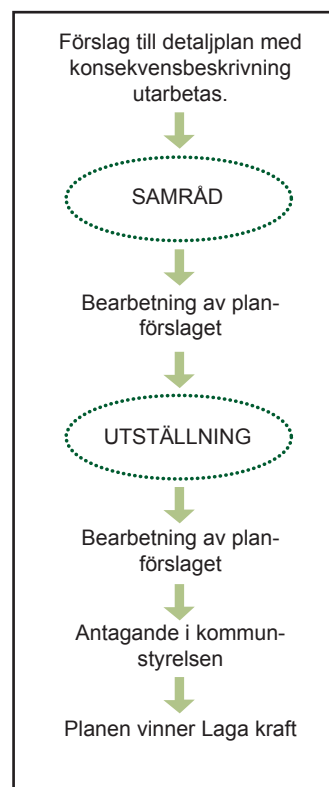 Förslag till detaljplan med
konsekvensbeskrivning
utarbetas.
SAMRÅD
Bearbetning av plan-
förslaget
UTSTÄLLNING
Bearbetning av plan-
förslaget
Antagande i kommun-
styrelsen
Planen vinner Laga kraft